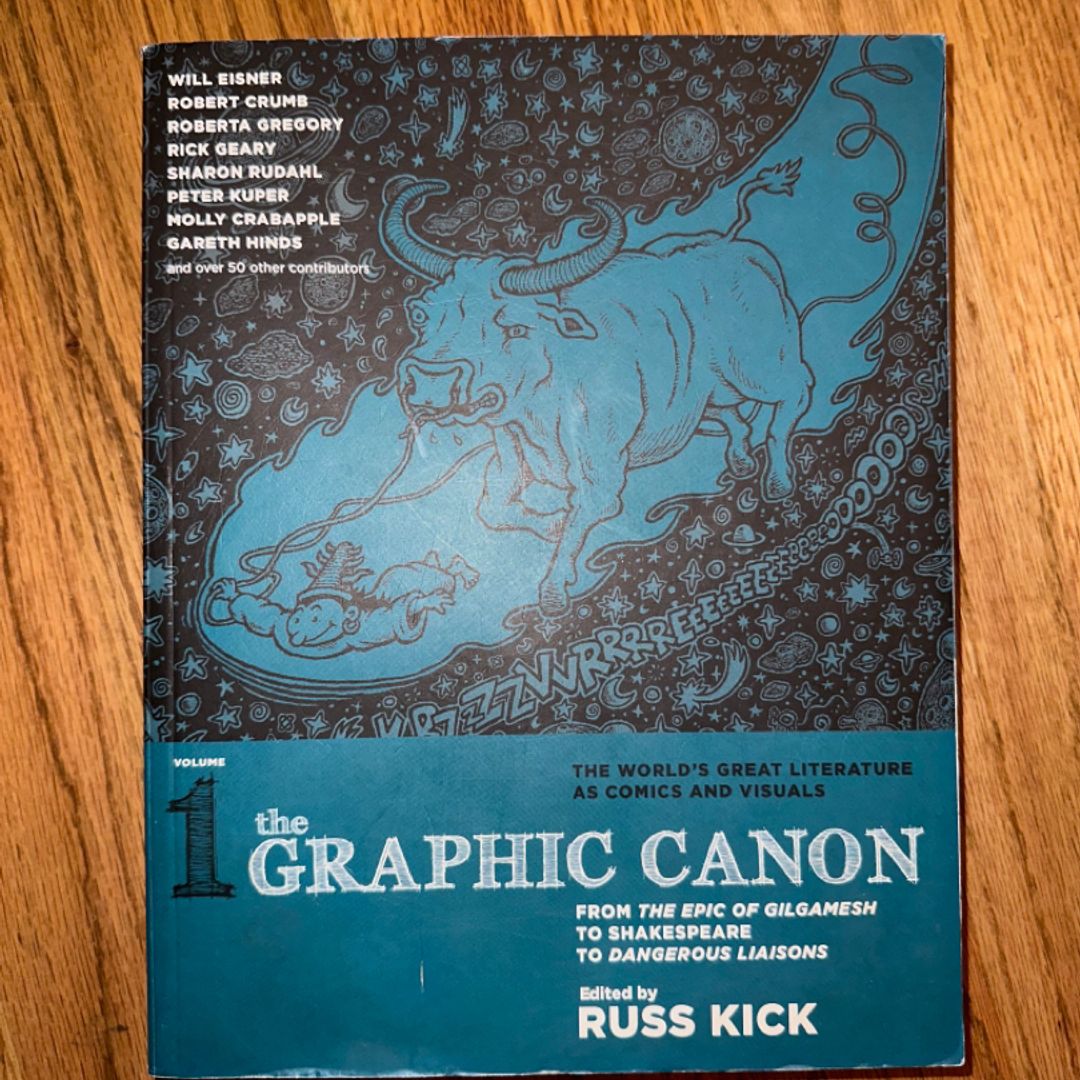 WILL EISNER
ROBERT CRUMB
ROBERTA GREGORY
RICK GEARY
SHARON RUDAHL
PETER KUPER
MOLLY CRABAPPLE
GARETH HINDS
and over 50 other contributors
VOLUME
1
THE WORLD'S GREAT LITERATURE
AS COMICS AND VISUALS
the
GRAPHIC CANON
FROM THE EPIC OF GILGAMESH
TO SHAKESPEARE
TO DANGEROUS LIAISONS
Edited by
RUSS KICK